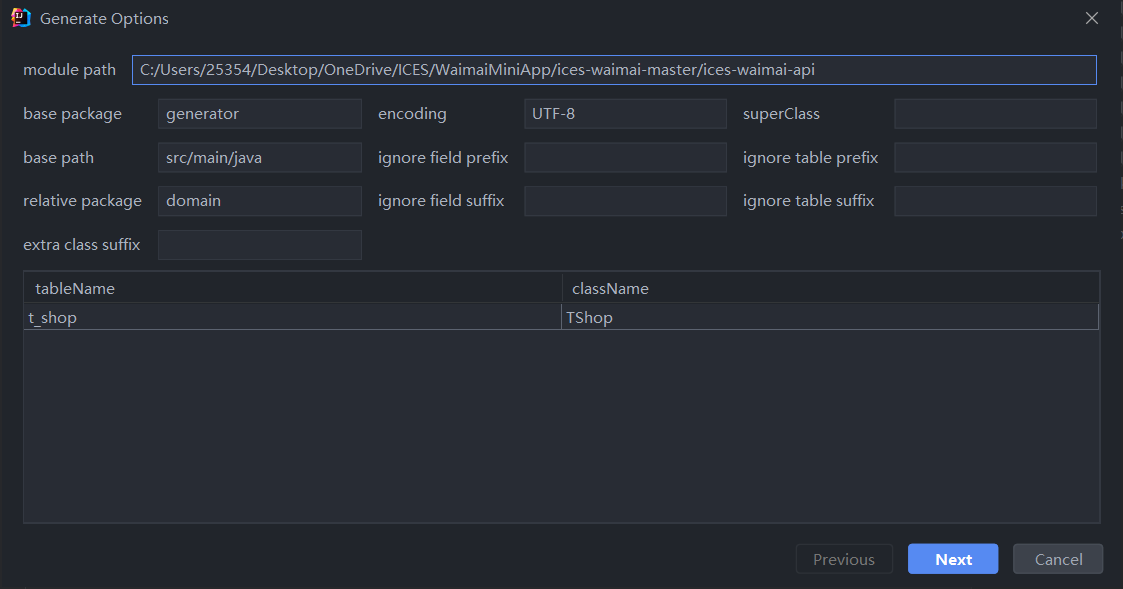 Generate Options
module path C:/Users/25354/Desktop/OneDrive/ICES/WaimaiMiniApp/ices-waimai-master/ices-waimai-api
base package generator encoding UTF-8 superClass
base path src/main/java ignore field prefix ignore table prefix
relative package domain ignore field suffix ignore table suffix
extra class suffix
tableName className
t_shop TShop
Previous Next Cancel